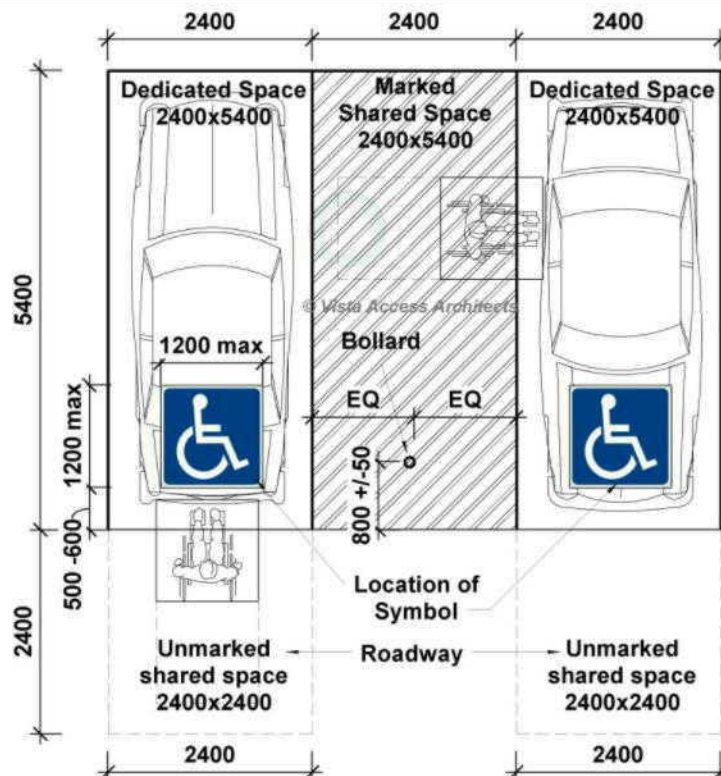 2400
2400
2400
Dedicated Space
2400x5400
Marked
Shared Space
2400x5400
Dedicated Space
2400x5400
5400
© Vista Access Architects
1200 max
Bollard
EQ
EQ
1200 max
800 +/-50
500 -600
Location of
Symbol
2400
Unmarked
shared space
2400x2400
Roadway
Unmarked
shared space
2400x2400
2400
2400